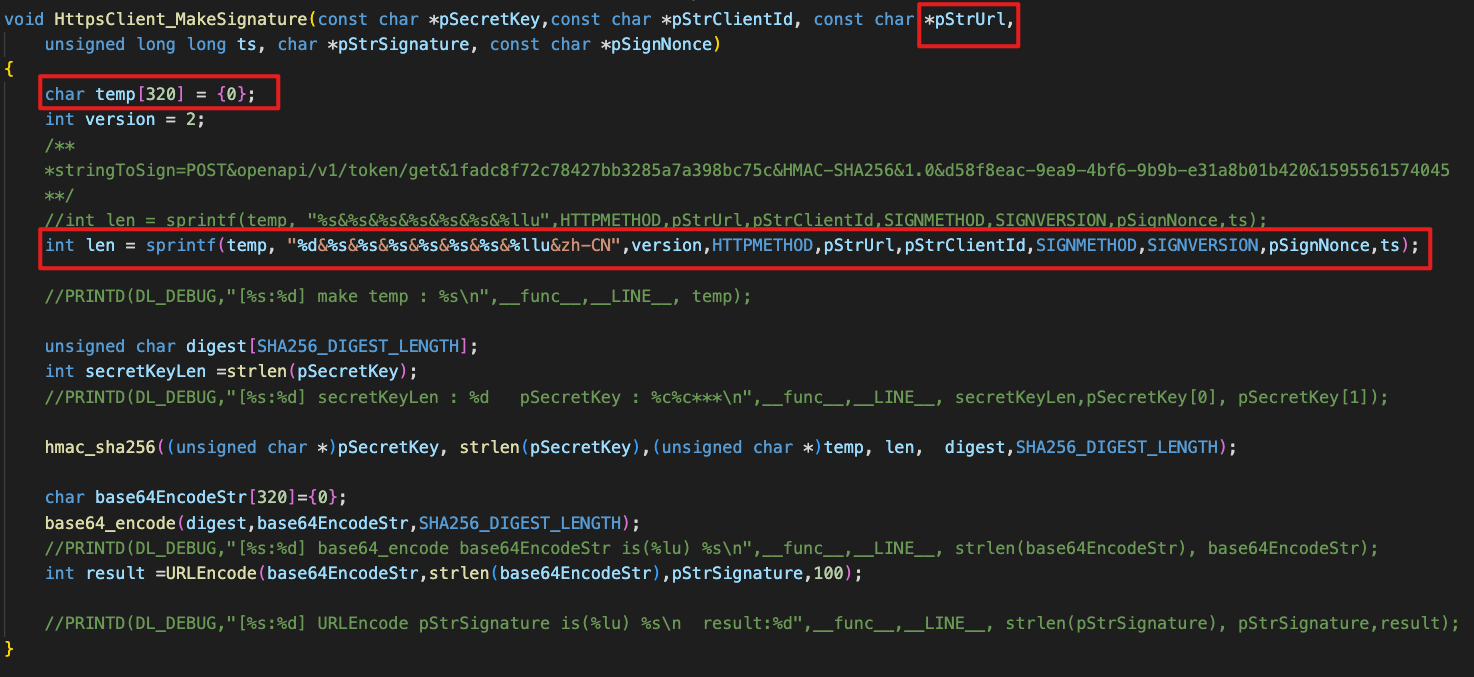 void HttpsClient_MakeSignature(const char *pSecretKey,const char *pStrClientId, const char *pStrUrl,
unsigned long long ts, char *pStrSignature, const char *pSignNonce)
{
char temp[320] = {0};
int version = 2;
/**
*stringToSign=POST&openapi/v1/token/get&1fadc8f72c78427bb3285a7a398bc75c&HMAC-SHA256&1.0&d58f8eac-9ea9-4bf6-9b9b-e31a8b01b420&1595561574045
**/
//int len = sprintf(temp, "%s&%s&%s&%s&%s&%s&%llu",HTTPMETHOD,pStrUrl,pStrClientId,SIGNMETHOD,SIGNVERSION,pSignNonce,ts);
int len = sprintf(temp, "%d&%s&%s&%s&%s&%s&%s&%llu&zh-CN",version,HTTPMETHOD,pStrUrl,pStrClientId,SIGNMETHOD,SIGNVERSION,pSignNonce,ts);
//PRINTD(DL_DEBUG,"[%s:%d] make temp : %s\n",__func__,__LINE__, temp);
unsigned char digest[SHA256_DIGEST_LENGTH];
int secretKeyLen =strlen(pSecretKey);
//PRINTD(DL_DEBUG,"[%s:%d] secretKeyLen : %d   pSecretKey : %c%c***\n",__func__,__LINE__, secretKeyLen,pSecretKey[0], pSecretKey[1]);
hmac_sha256((unsigned char *)pSecretKey, strlen(pSecretKey),(unsigned char *)temp, len,  digest,SHA256_DIGEST_LENGTH);
char base64EncodeStr[320]={0};
base64_encode(digest,base64EncodeStr,SHA256_DIGEST_LENGTH);
//PRINTD(DL_DEBUG,"[%s:%d] base64_encode base64EncodeStr is(%lu) %s\n",__func__,__LINE__, strlen(base64EncodeStr), base64EncodeStr);
int result =URLEncode(base64EncodeStr,strlen(base64EncodeStr),pStrSignature,100);
//PRINTD(DL_DEBUG,"[%s:%d] URLEncode pStrSignature is(%lu) %s\n  result:%d",__func__,__LINE__, strlen(pStrSignature), pStrSignature,result);
}